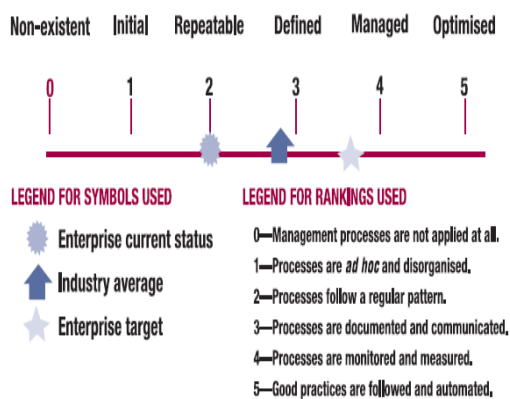 Non-existent Initial Repeatable Defined Managed Optimised
0 1 2 3 4 5
LEGEND FOR SYMBOLS USED
Enterprise current status
Industry average
Enterprise target
LEGEND FOR RANKINGS USED
0—Management processes are not applied at all.
1—Processes are ad hoc and disorganised.
2—Processes follow a regular pattern.
3—Processes are documented and communicated.
4—Processes are monitored and measured.
5—Good practices are followed and automated.